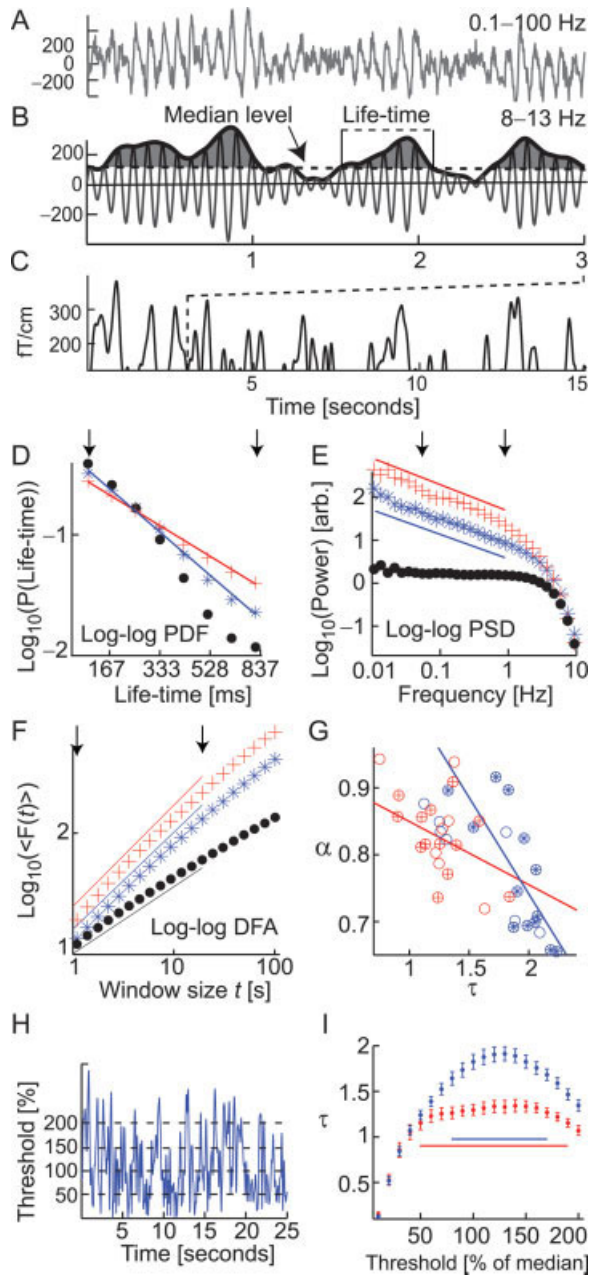 A
0.1–100 Hz
200
0
−200
B
Median level
Life-time
8–13 Hz
200
0
−200
1
2
3
C
fT/cm
300
200
5
10
15
Time [seconds]
D
Log10(P(Life-time))
−1
−2
Log-log PDF
167
333
528
837
Life-time [ms]
E
Log10(Power) [arb.]
2
1
0
−1
Log-log PSD
0.01
0.1
1
10
Frequency [Hz]
F
Log10(<F(t)>)
2
1
Log-log DFA
1
10
100
Window size t [s]
G
α
0.9
0.8
0.7
1
1.5
2
τ
H
Threshold [%]
200
150
100
50
5
10
15
20
25
Time [seconds]
I
τ
2
1.5
1
0.5
50
100
150
200
Threshold [% of median]